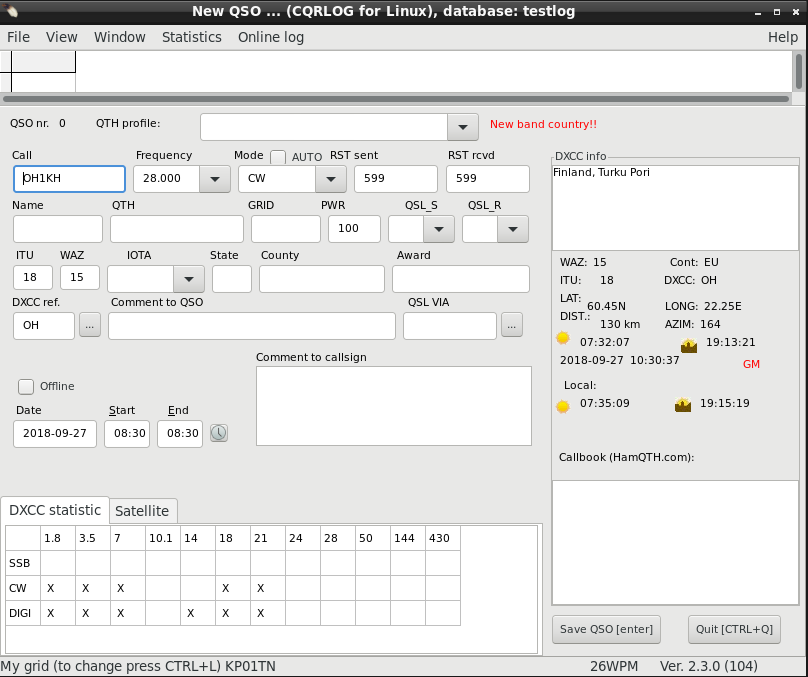 New QSO ... (CQRLOG for Linux), database: testlog
File View Window Statistics Online log Help
QSO nr. 0 QTH profile: New band country!!
Call Frequency Mode AUTO RST sent RST rcvd
OH1KH 28.000 CW 599 599
Name QTH GRID PWR QSL_S QSL_R
100
ITU WAZ IOTA State County Award
18 15
DXCC ref. Comment to QSO QSL VIA
OH ... ...
Comment to callsign
Offline
Date Start End
2018-09-27 08:30 08:30
DXCC info
Finland, Turku Pori
WAZ: 15 Cont: EU
ITU: 18 DXCC: OH
LAT: 60.45N LONG: 22.25E
DIST.: 130 km AZIM: 164
07:32:07 19:13:21
2018-09-27 10:30:37 GM
Local:
07:35:09 19:15:19
Callbook (HamQTH.com):
DXCC statistic Satellite
1.8 3.5 7 10.1 14 18 21 24 28 50 144 430
SSB
CW X X X X X
DIGI X X X X X X
Save QSO [enter] Quit [CTRL+Q]
My grid (to change press CTRL+L) KP01TN 26WPM Ver. 2.3.0 (104)